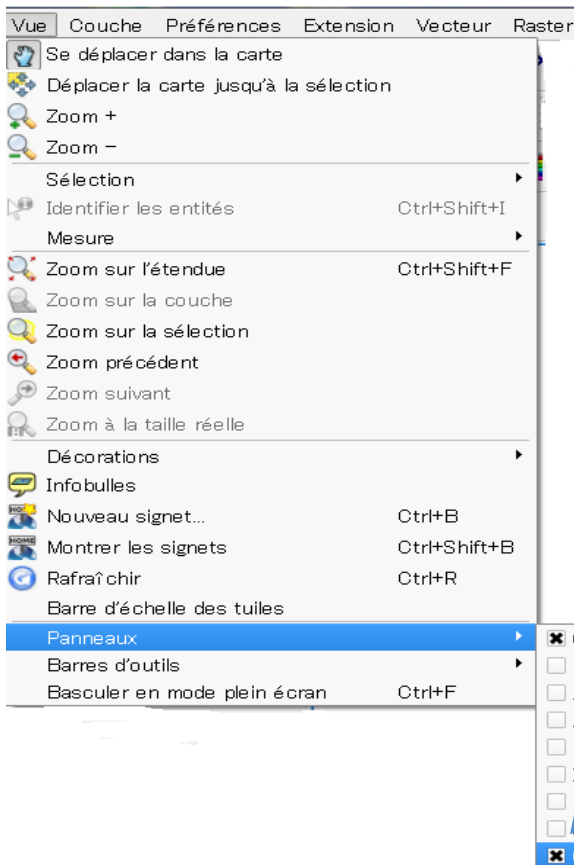 Vue Couche Préférences Extension Vecteur Raster
Se déplacer dans la carte
Déplacer la carte jusqu'à la sélection
Zoom +
Zoom −
Sélection
Identifier les entités Ctrl+Shift+I
Mesure
Zoom sur l'étendue Ctrl+Shift+F
Zoom sur la couche
Zoom sur la sélection
Zoom précédent
Zoom suivant
Zoom à la taille réelle
Décorations
Infobulles
Nouveau signet... Ctrl+B
Montrer les signets Ctrl+Shift+B
Rafraîchir Ctrl+R
Barre d'échelle des tuiles
Panneaux
Barres d'outils
Basculer en mode plein écran Ctrl+F